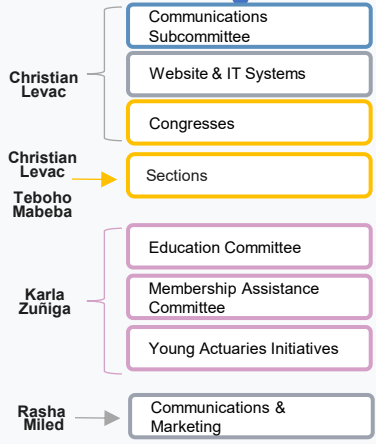 Communications
Subcommittee
Christian
Levac
Website & IT Systems
Congresses
Christian
Levac
Teboho
Mabeba
Sections
Karla
Zuñiga
Education Committee
Membership Assistance
Committee
Young Actuaries Initiatives
Rasha
Miled
Communications &
Marketing